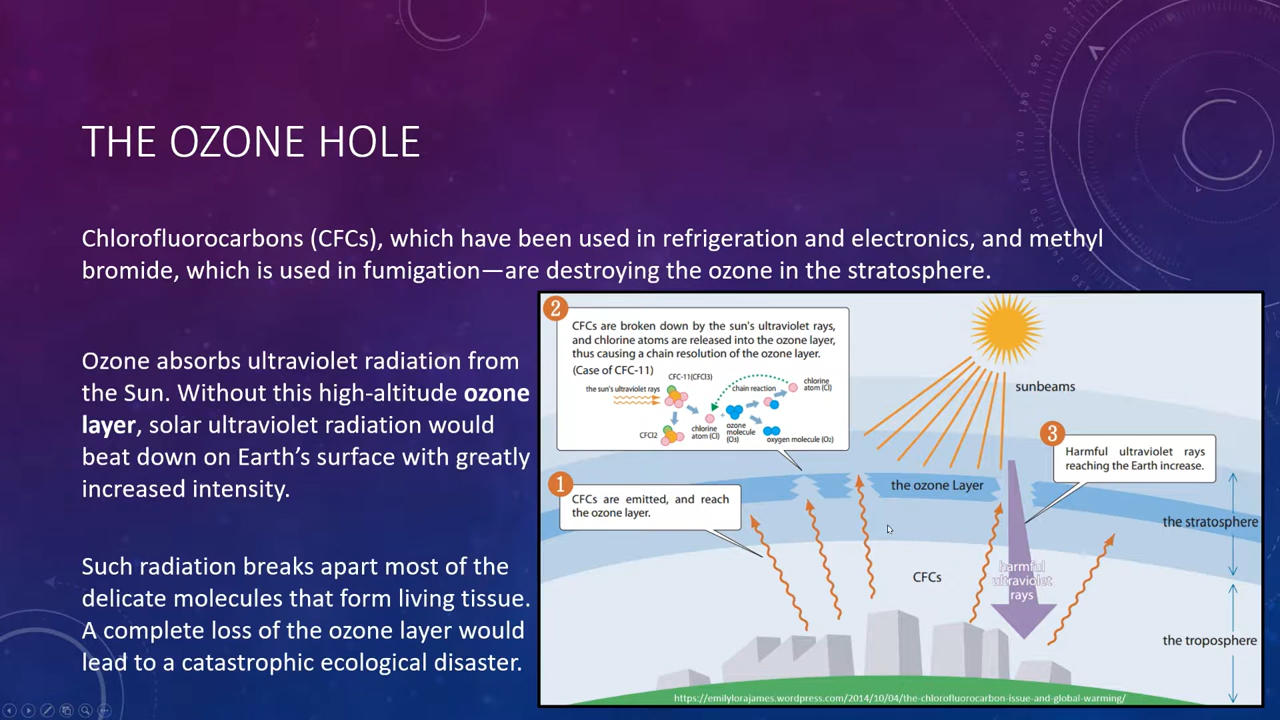 THE OZONE HOLE
Chlorofluorocarbons (CFCs), which have been used in refrigeration and electronics, and methyl
bromide, which is used in fumigation—are destroying the ozone in the stratosphere.
Ozone absorbs ultraviolet radiation from
the Sun. Without this high-altitude ozone
layer, solar ultraviolet radiation would
beat down on Earth's surface with greatly
increased intensity.
Such radiation breaks apart most of the
delicate molecules that form living tissue.
A complete loss of the ozone layer would
lead to a catastrophic ecological disaster.
2
CFCs are broken down by the sun's ultraviolet rays,
and chlorine atoms are released into the ozone layer,
thus causing a chain resolution of the ozone layer.
(Case of CFC-11)
CFC-11(CFCl3)
the sun's ultraviolet rays
chain reaction
chlorine
atom (Cl)
CFCl2
chlorine
atom (Cl)
+
ozone
molecule
(O3)
oxygen molecule (O2)
sunbeams
3
Harmful ultraviolet rays
reaching the Earth increase.
1
CFCs are emitted, and reach
the ozone layer.
the ozone Layer
the stratosphere
CFCs
harmful
ultraviolet
rays
the troposphere
https://emilylorajames.wordpress.com/2014/10/04/the-chlorofluorocarbon-issue-and-global-warming/
210
200
190
180
170
160
150